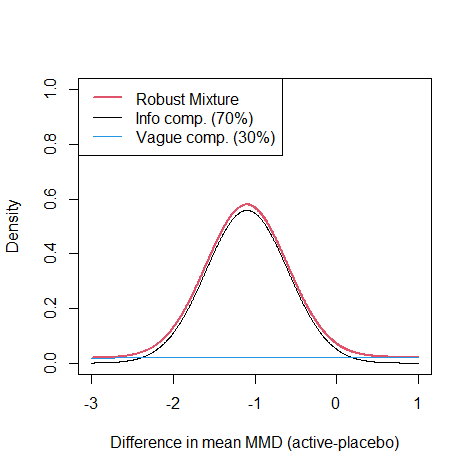 Robust Mixture
Info comp. (70%)
Vague comp. (30%)
Density
1.0
0.8
0.6
0.4
0.2
0.0
-3 -2 -1 0 1
Difference in mean MMD (active-placebo)